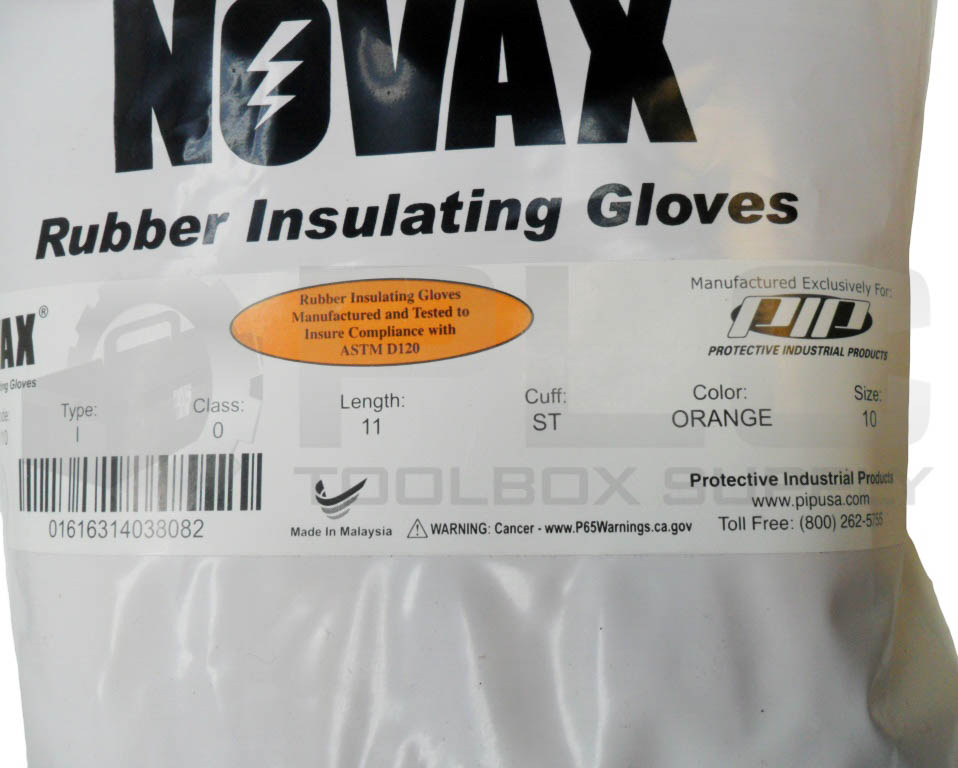 NOVAX
Rubber Insulating Gloves
AX®
Gloves
Rubber Insulating Gloves
Manufactured and Tested to
Insure Compliance with
ASTM D120
Manufactured Exclusively For:
PIP
PROTECTIVE INDUSTRIAL PRODUCTS
Type: Class: Length: Cuff: Color: Size:
I 0 11 ST ORANGE 10
01616314038082
Made In Malaysia
WARNING: Cancer - www.P65Warnings.ca.gov
Protective Industrial Products
www.pipusa.com
Toll Free: (800) 262-5755
PLC
TOOLBOX SUPPLY